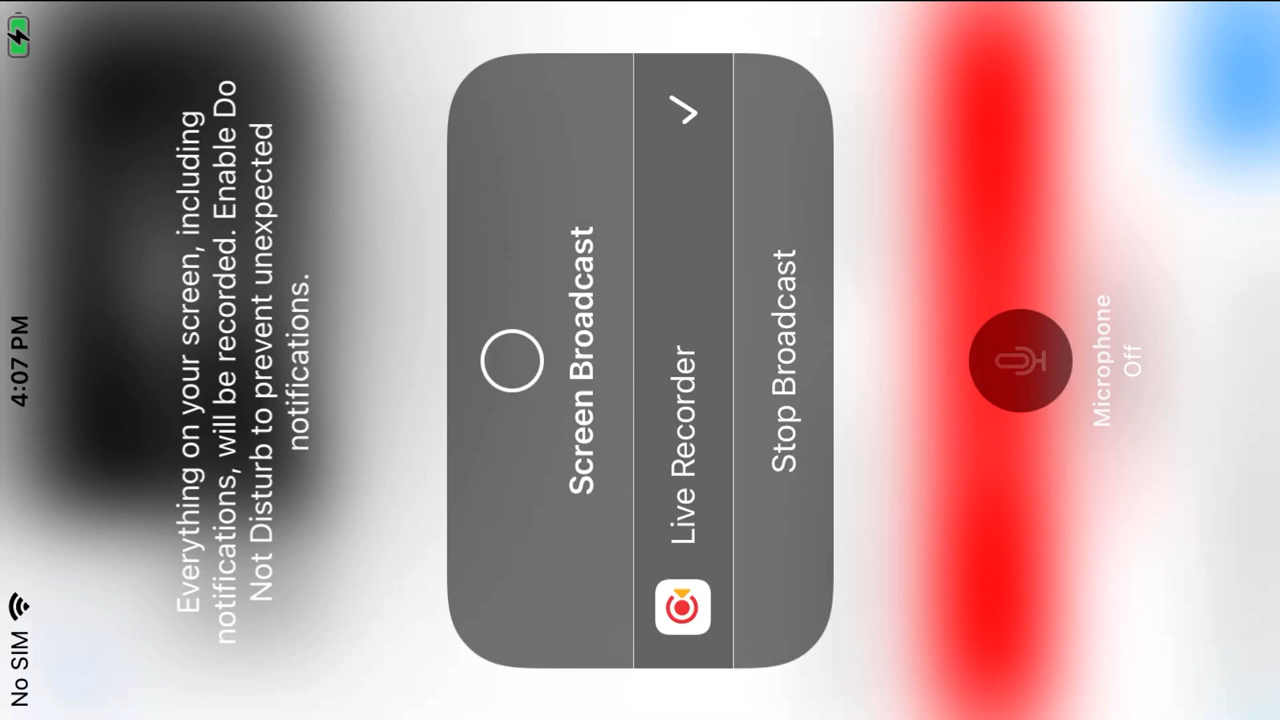 No SIM
4:07 PM
Everything on your screen, including
notifications, will be recorded. Enable Do
Not Disturb to prevent unexpected
notifications.
Screen Broadcast
Live Recorder
Stop Broadcast
Microphone
Off